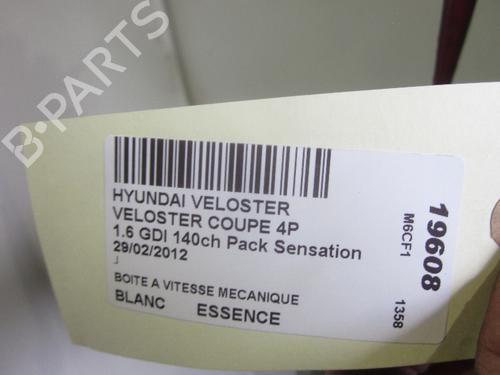 B-PARTS
HYUNDAI VELOSTER
VELOSTER COUPE 4P
1.6 GDI 140ch Pack Sensation
29/02/2012
J
BOITE A VITESSE MECANIQUE
BLANC ESSENCE
M6CF1 1358
19608